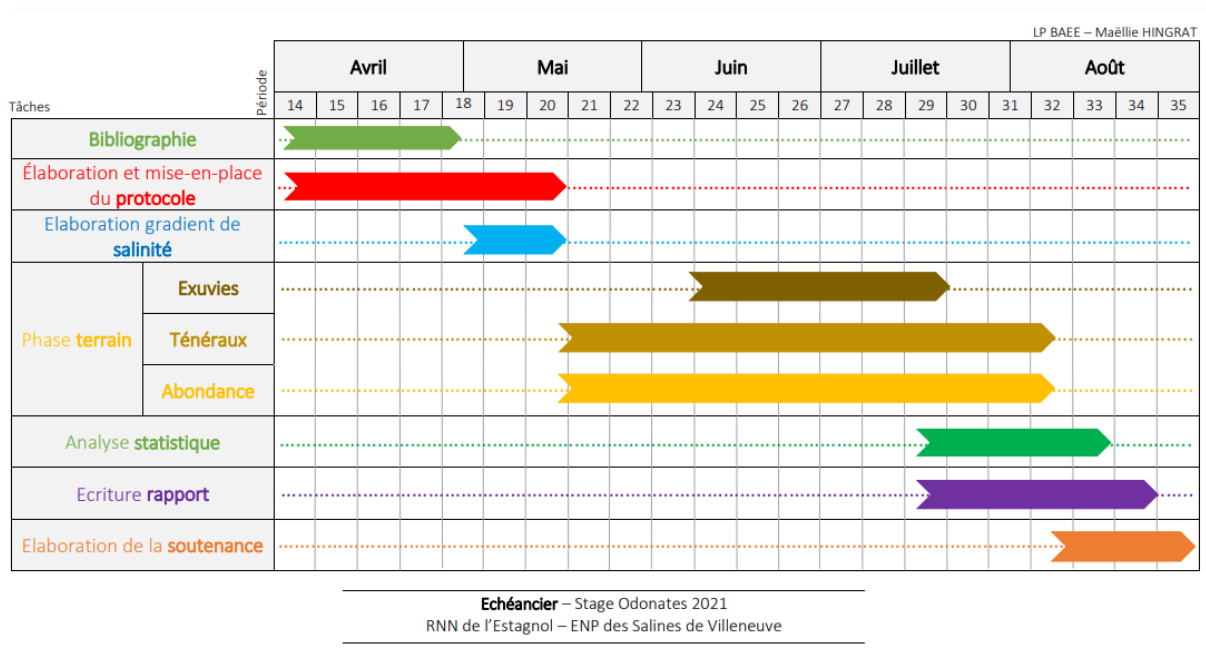 LP BAEE – Maëllie HINGRAT
Tâches
Période
Avril Mai Juin Juillet Août
14 15 16 17 18 19 20 21 22 23 24 25 26 27 28 29 30 31 32 33 34 35
Bibliographie
Élaboration et mise-en-place
du protocole
Elaboration gradient de
salinité
Phase terrain
Exuvies
Ténéraux
Abondance
Analyse statistique
Ecriture rapport
Elaboration de la soutenance
Echéancier – Stage Odonates 2021
RNN de l'Estagnol – ENP des Salines de Villeneuve